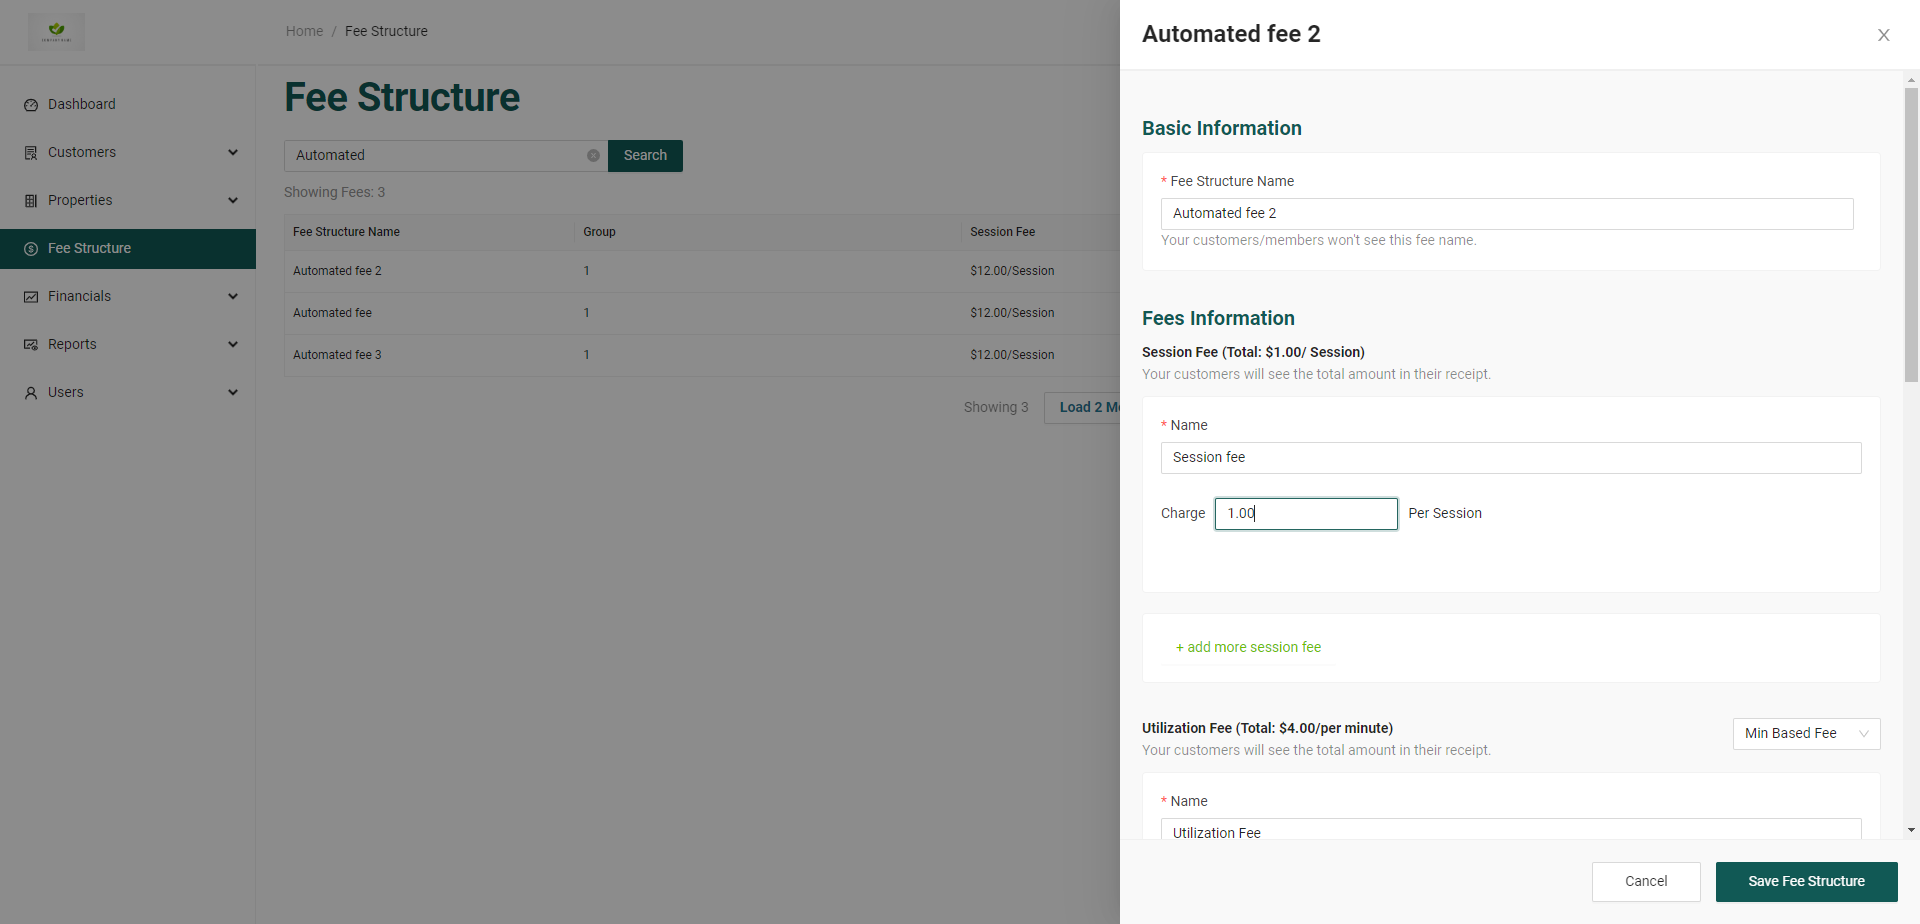 Home / Fee Structure
Dashboard
Customers
Properties
Fee Structure
Financials
Reports
Users
Fee Structure
Automated
Search
Showing Fees: 3
Fee Structure Name Group Session Fee
Automated fee 2 1 $12.00/Session
Automated fee 1 $12.00/Session
Automated fee 3 1 $12.00/Session
Showing 3 Load 2 Mo
Automated fee 2
Basic Information
* Fee Structure Name
Automated fee 2
Your customers/members won't see this fee name.
Fees Information
Session Fee (Total: $1.00/ Session)
Your customers will see the total amount in their receipt.
* Name
Session fee
Charge 1.00 Per Session
+ add more session fee
Utilization Fee (Total: $4.00/per minute)
Min Based Fee
Your customers will see the total amount in their receipt.
* Name
Utilization Fee
Cancel Save Fee Structure